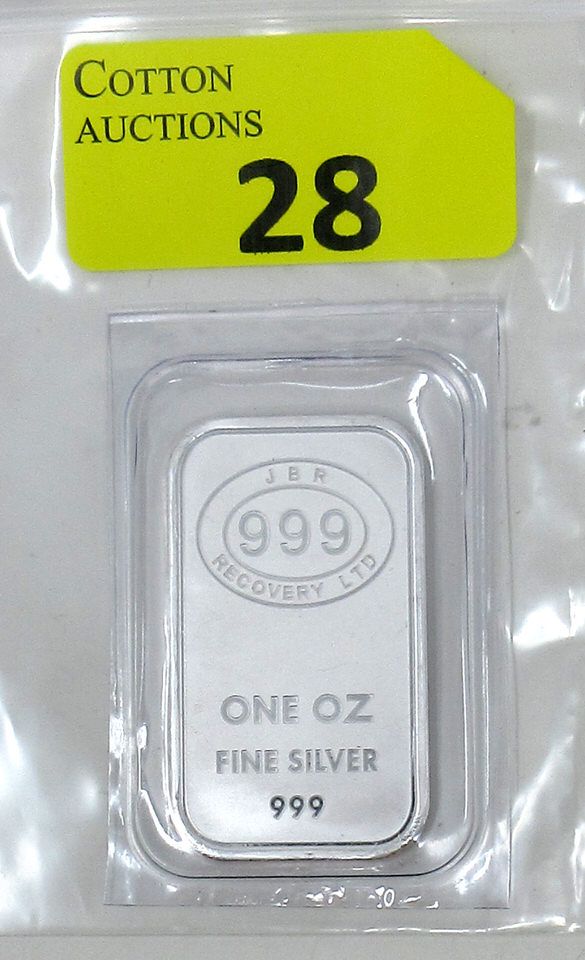 COTTON
AUCTIONS
28
JBR
999
RECOVERY LTD
ONE OZ
FINE SILVER
999